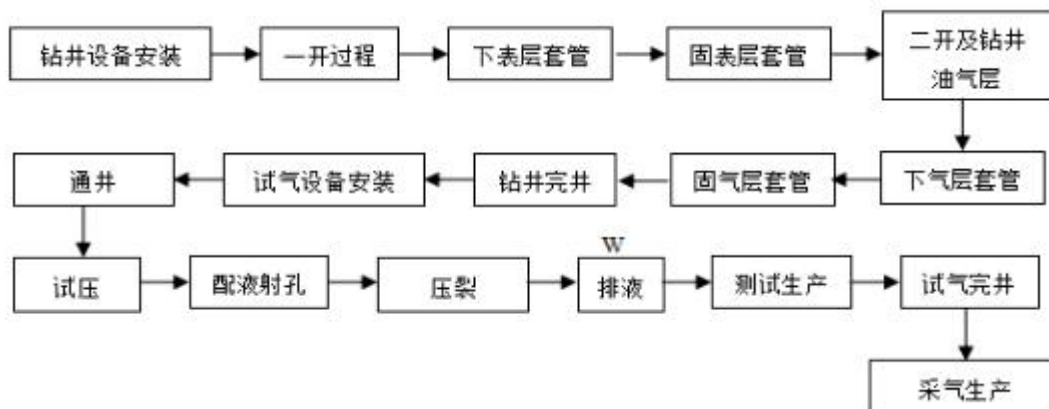 钻井设备安装
一开过程
下表层套管
固表层套管
二开及钻井
油气层
通井
试气设备安装
钻井完井
固气层套管
下气层套管
W
试压
配液射孔
压裂
排液
测试生产
试气完井
采气生产